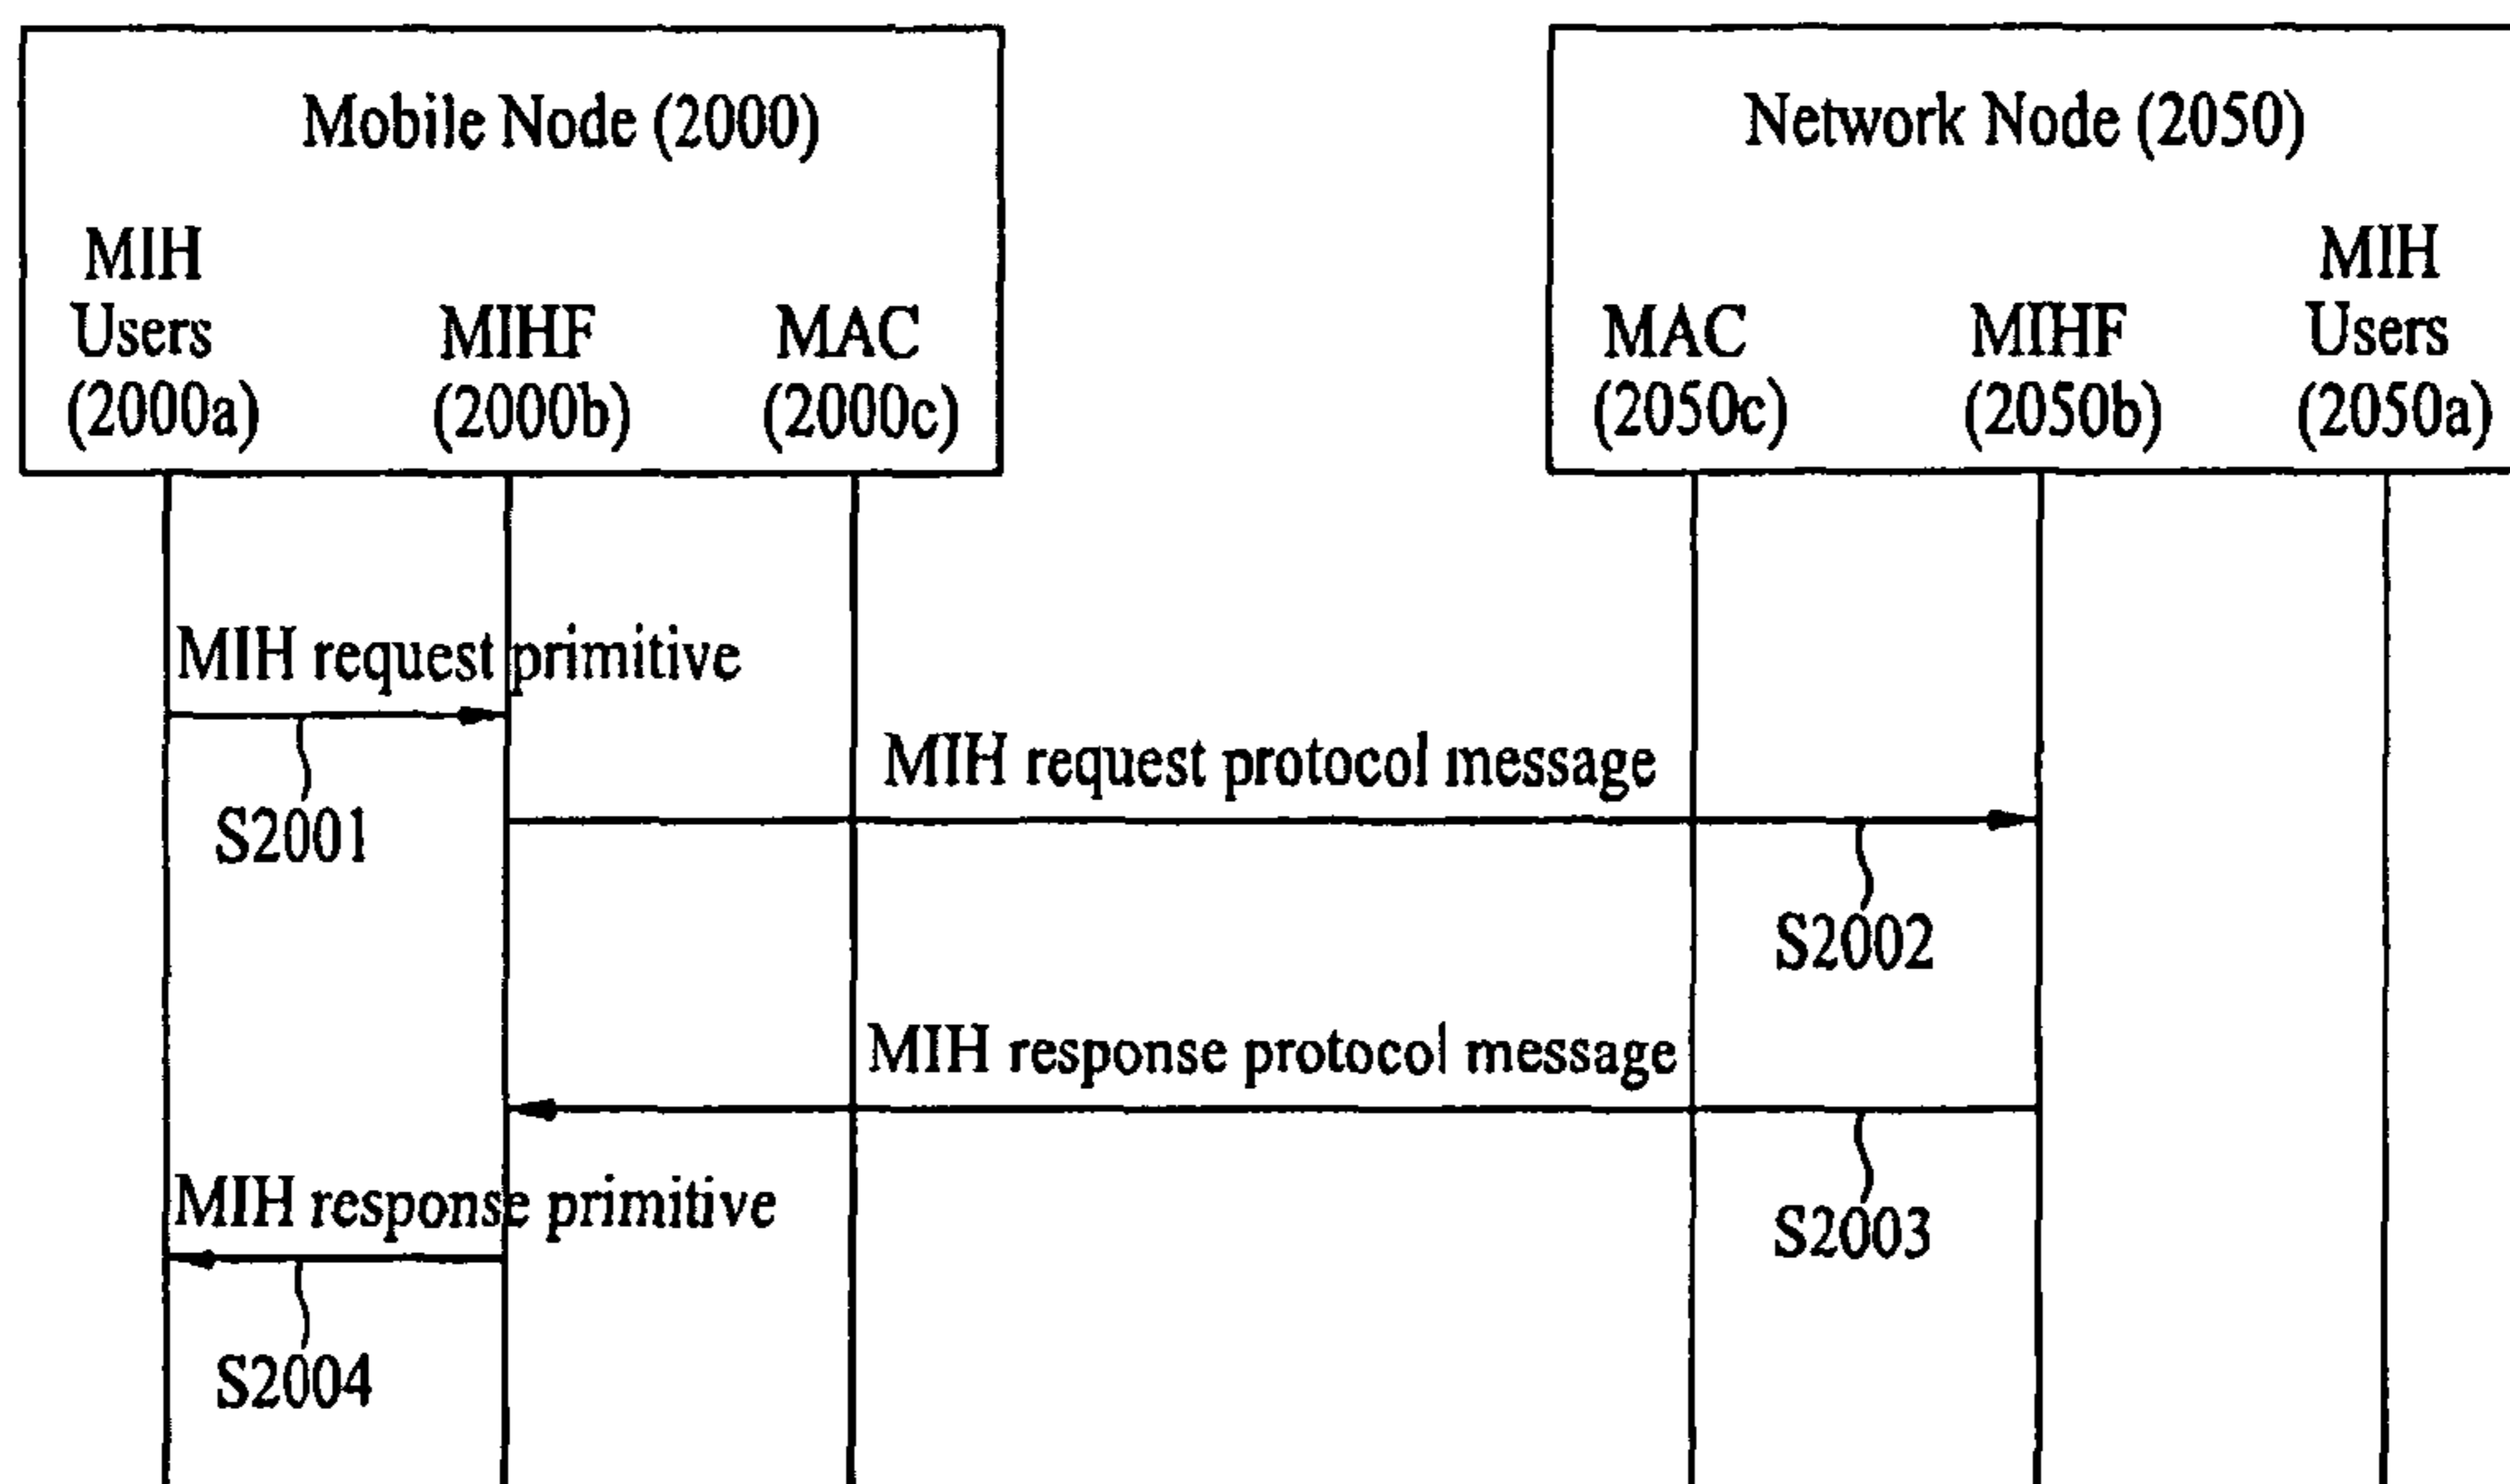 Mobile Node (2000)
MIH
Users
(2000a)
MIHF
(2000b)
MAC
(2000c)
Network Node (2050)
MAC
(2050c)
MIHF
(2050b)
MIH
Users
(2050a)
MIH request primitive
S2001
MIH request protocol message
S2002
MIH response protocol message
S2003
MIH response primitive
S2004